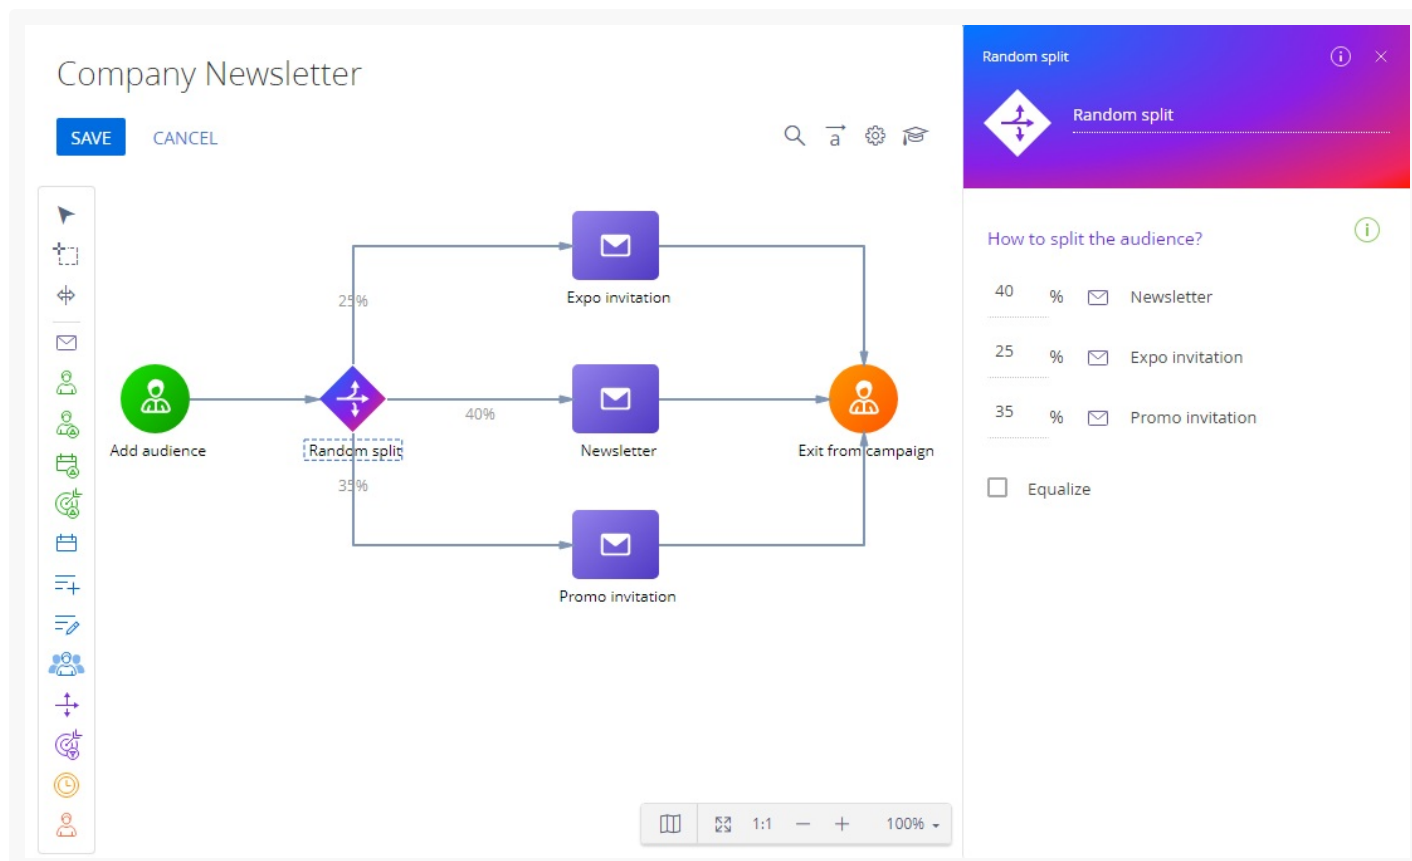 Company Newsletter
SAVE
CANCEL
a
25%
Expo invitation
Add audience
Random split
40%
Newsletter
Exit from campaign
35%
Promo invitation
1:1
100%
Random split
i
Random split
How to split the audience?
i
40 % Newsletter
25 % Expo invitation
35 % Promo invitation
Equalize